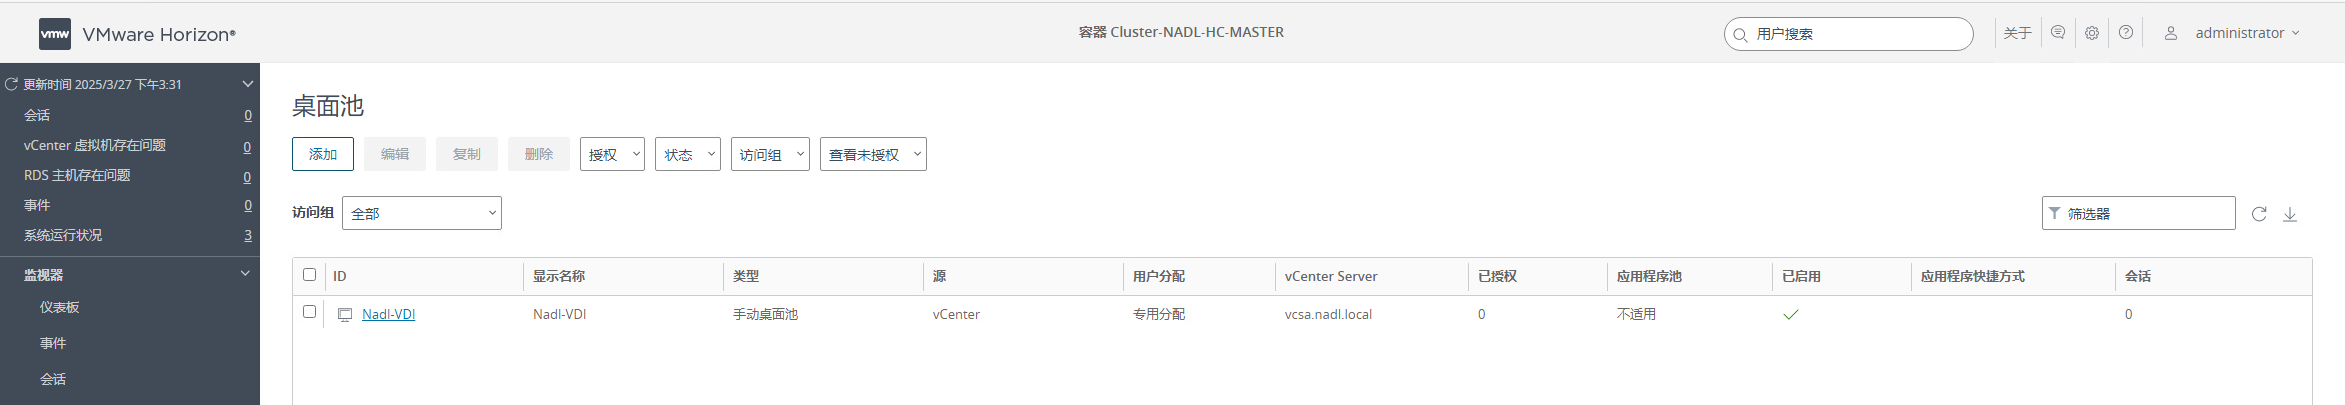 vmw VMware Horizon® 容器 Cluster-NADL-HC-MASTER 用户搜索 关于 administrator
更新时间 2025/3/27 下午3:31
会话 0
vCenter 虚拟机存在问题 0
RDS 主机存在问题 0
事件 0
系统运行状况 3
监视器
仪表板
事件
会话
桌面池
添加 编辑 复制 删除 授权 状态 访问组 查看未授权
访问组 全部 筛选器
ID 显示名称 类型 源 用户分配 vCenter Server 已授权 应用程序池 已启用 应用程序快捷方式 会话
Nadl-VDI Nadl-VDI 手动桌面池 vCenter 专用分配 vcsa.nadl.local 0 不适用 0